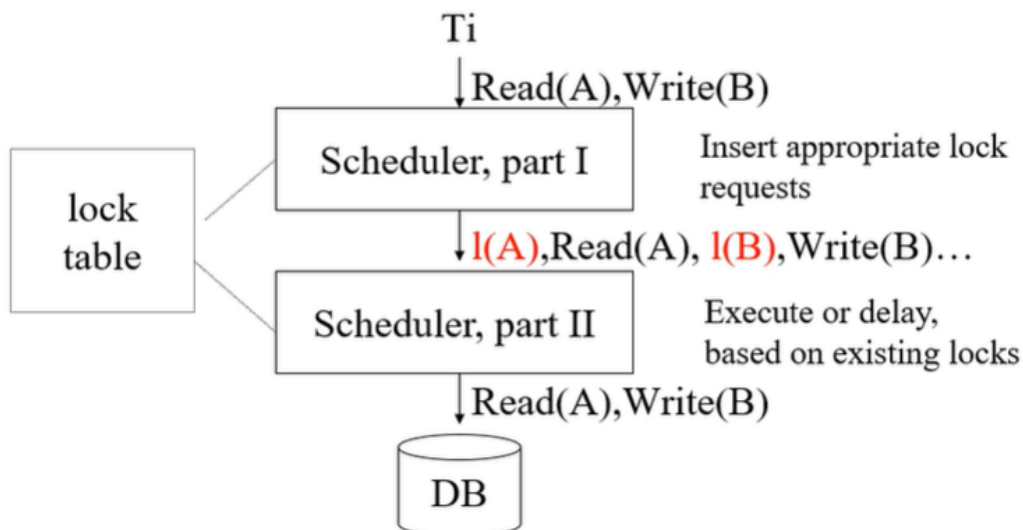 Ti
Read(A),Write(B)
Scheduler, part I
Insert appropriate lock
requests
lock
table
l(A),Read(A), l(B),Write(B)…
Scheduler, part II
Execute or delay,
based on existing locks
Read(A),Write(B)
DB